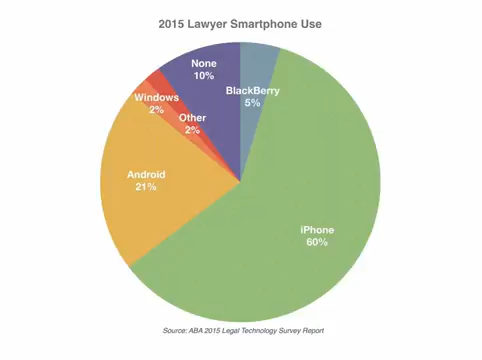 2015 Lawyer Smartphone Use
None
10%
BlackBerry
5%
Windows
2%
Other
2%
Android
21%
iPhone
60%
Source: ABA 2015 Legal Technology Survey Report